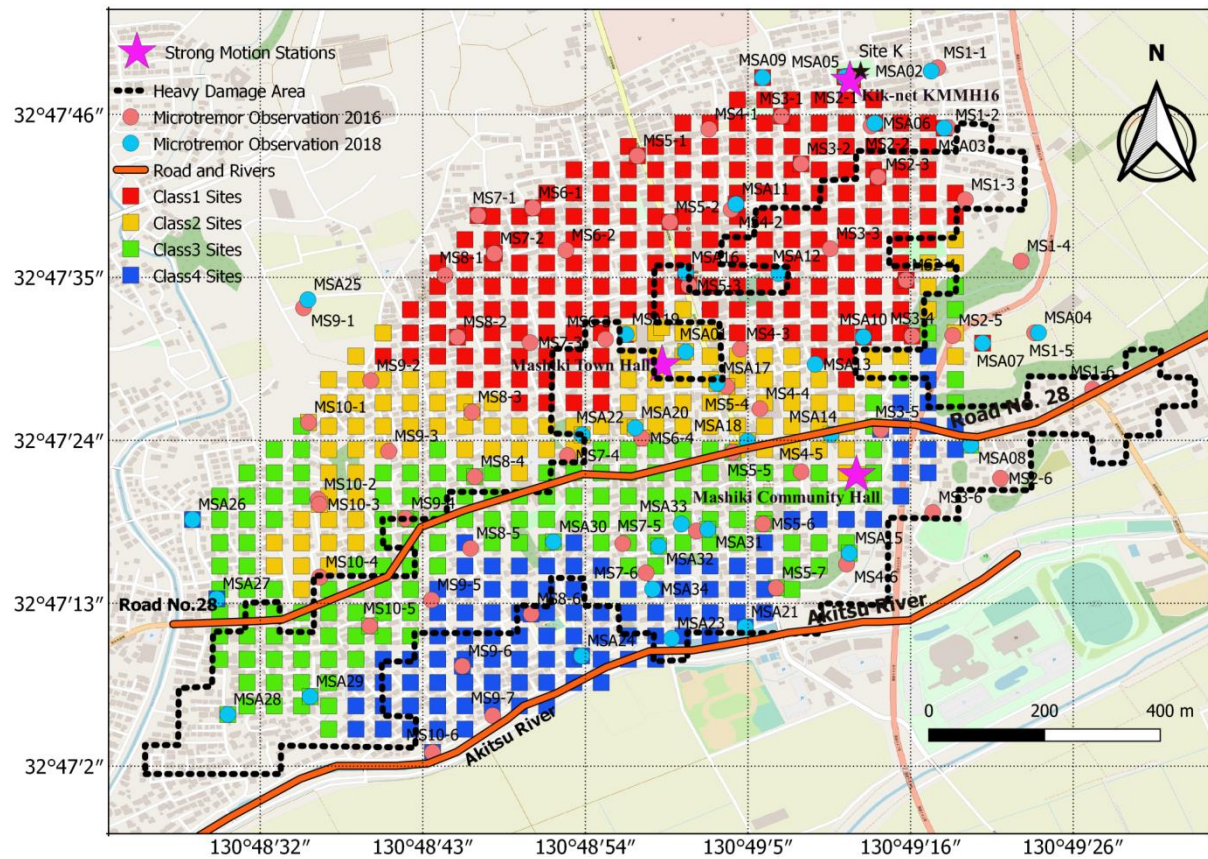 Strong Motion Stations
Heavy Damage Area
Microtremor Observation 2016
Microtremor Observation 2018
Road and Rivers
Class1 Sites
Class2 Sites
Class3 Sites
Class4 Sites
N
Site K
MSA09
MSA05
MSA02
MS1-1
Kik-net KMMH16
MS3-1
MS2-1
MS4-1
MSA06
MS1-2
MS5-1
MS3-2
MS2-2
MSA03
MS2-3
MS7-1
MS6-1
MSA11
MS1-3
MS5-2
MS4-2
MS7-2
MS6-2
MS3-3
MS1-4
MS8-1
MSA16
MSA12
MS5-3
MSA25
MS9-1
MS8-2
MSA19
MS4-3
MSA10
MS3-4
MS2-5
MSA04
MS7-3
MSA01
MSA07
MS1-5
MS9-2
Mashiki Town Hall
MSA17
MSA13
MS1-6
MS10-1
MS8-3
MS5-4
MS4-4
Road No. 28
MSA22
MSA20
MSA18
MSA14
MS3-5
MS9-3
MS6-4
MS7-4
MS8-4
MS5-5
MS4-5
MSA08
MS10-2
MS2-6
Mashiki Community Hall
MS10-3
MS9-4
MSA26
MSA33
MS3-6
MS8-5
MSA30
MS7-5
MS5-6
MSA31
MSA15
MS10-4
MSA32
MS7-6
MS5-7
MS4-6
MSA27
MS9-5
MSA34
Road No.28
MS10-5
MS8-6
MSA21
Akitsu River
MSA23
MSA24
MS9-6
MSA28
MSA29
MS9-7
MS10-6
Akitsu River
0 200 400 m
32°47'46
32°47'35
32°47'24
32°47'13
32°47'2
130°48'32 130°48'43 130°48'54 130°49'5 130°49'16 130°49'26